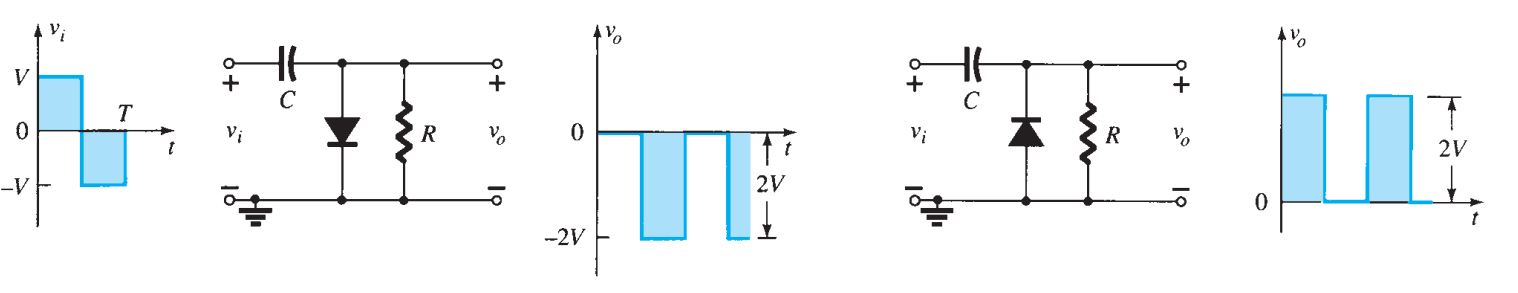 v_i
V
0
-V
T
t
+
C
+
v_i
R
v_o
−
−
v_o
0
t
2V
-2V
+
C
+
v_i
R
v_o
−
−
v_o
2V
0
t